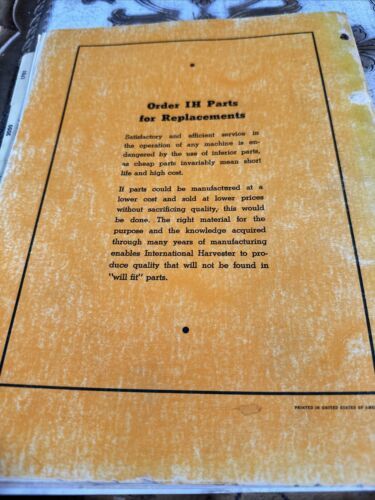 Order IH Parts
for Replacements
Satisfactory and efficient service in
the operation of any machine is en-
dangered by the use of inferior parts,
as cheap parts invariably mean short
life and high cost.
If parts could be manufactured at a
lower cost and sold at lower prices
without sacrificing quality, this would
be done. The right material for the
purpose and the knowledge acquired
through many years of manufacturing
enables International Harvester to pro-
duce quality that will not be found in
"will fit" parts.
PRINTED IN UNITED STATES OF